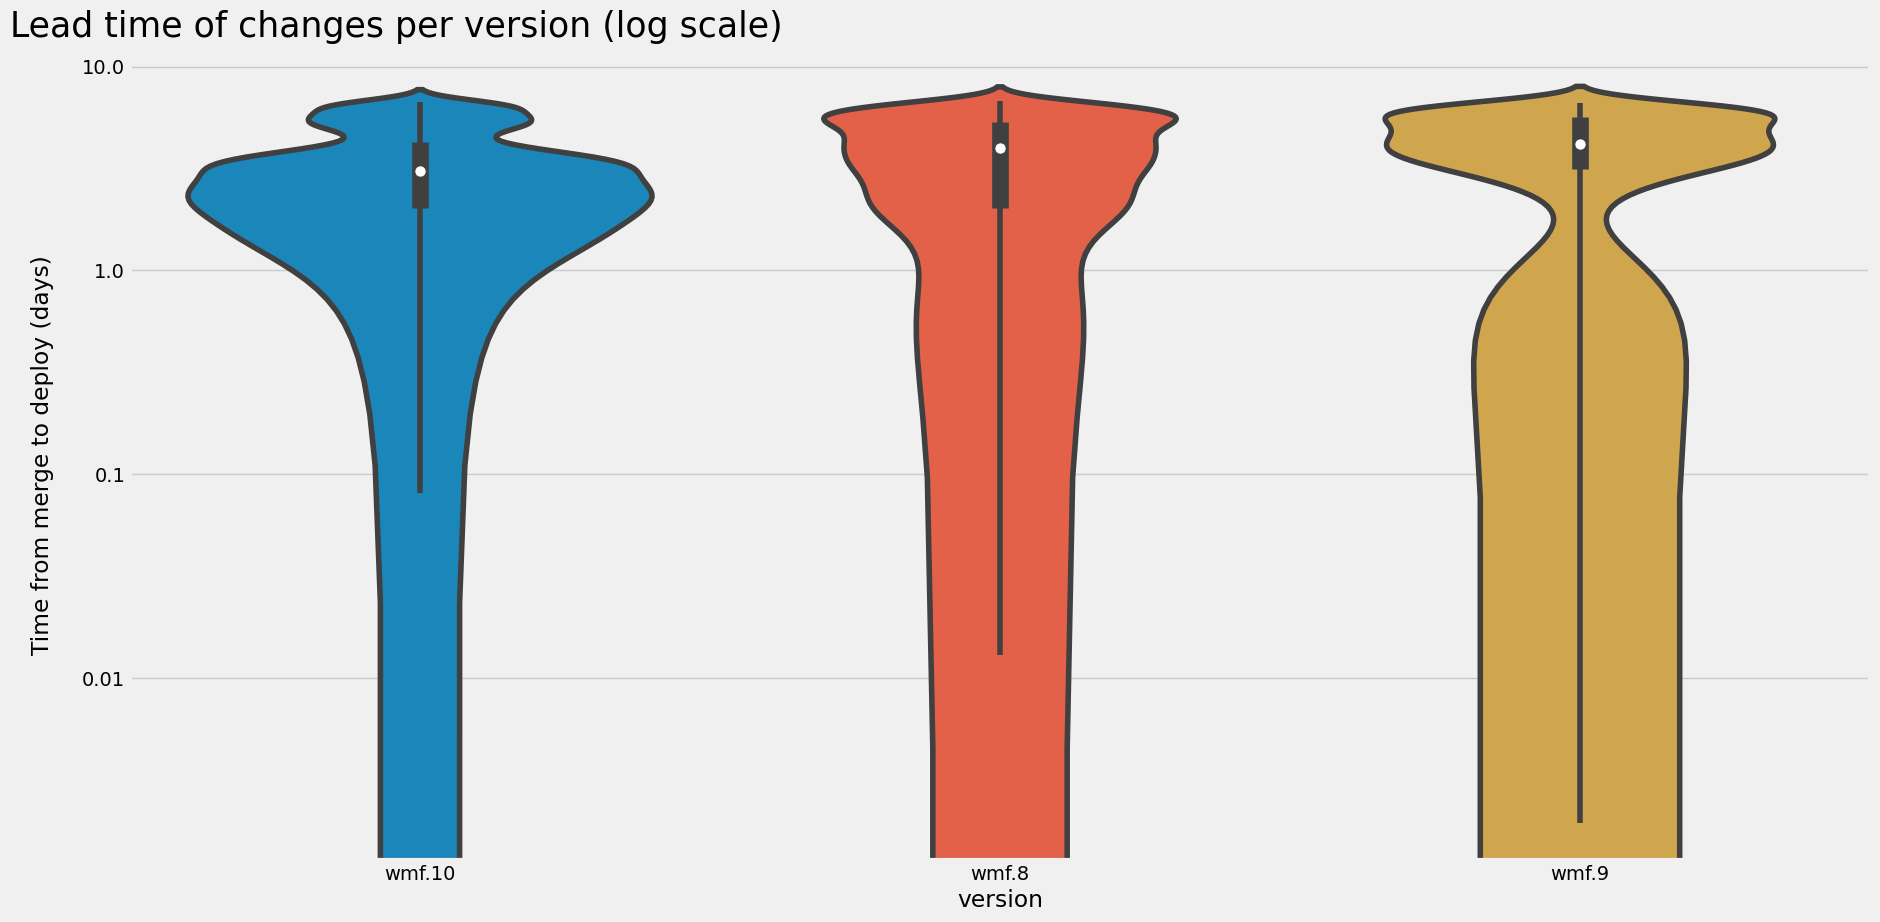 Lead time of changes per version (log scale)
10.0
1.0
0.1
0.01
Time from merge to deploy (days)
wmf.10
wmf.8
wmf.9
version